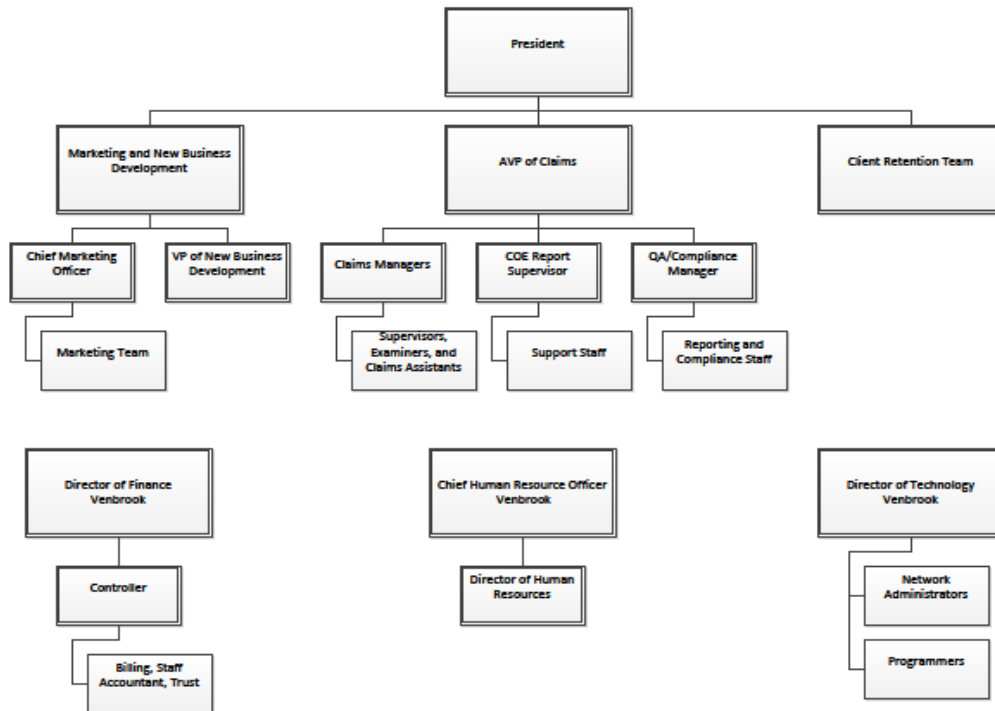 President
Marketing and New Business
Development
AVP of Claims
Client Retention Team
Chief Marketing
Officer
VP of New Business
Development
Claims Managers
COE Report
Supervisor
QA/Compliance
Manager
Marketing Team
Supervisors,
Examiners, and
Claims Assistants
Support Staff
Reporting and
Compliance Staff
Director of Finance
Venbrook
Chief Human Resource Officer
Venbrook
Director of Technology
Venbrook
Controller
Director of Human
Resources
Network
Administrators
Billing, Staff
Accountant, Trust
Programmers